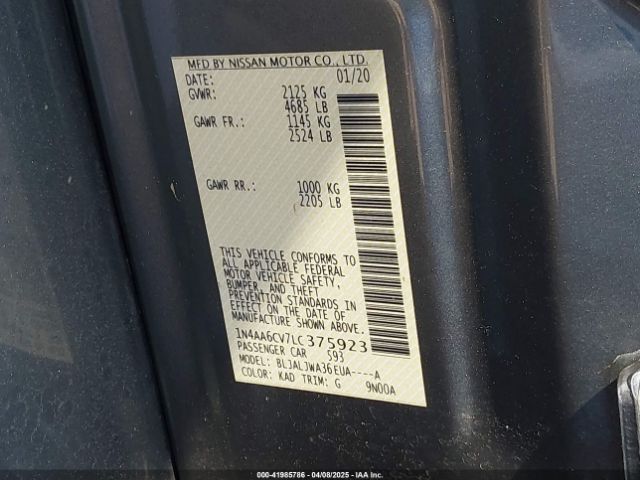 MFD BY NISSAN MOTOR CO., LTD.
DATE: 01/20
GVWR: 2125 KG
4685 LB
GAWR FR.: 1145 KG
2524 LB
GAWR RR.: 1000 KG
2205 LB
THIS VEHICLE CONFORMS TO
ALL APPLICABLE FEDERAL
MOTOR VEHICLE SAFETY,
BUMPER, AND THEFT
PREVENTION STANDARDS IN
EFFECT ON THE DATE OF
MANUFACTURE SHOWN ABOVE.
1N4AA6CV7LC375923
PASSENGER CAR S93
MODEL: BLJALJWA36EUA----A
COLOR: KAD TRIM: G 9N00A
000-41985786 - 04/08/2025 - IAAI.CA